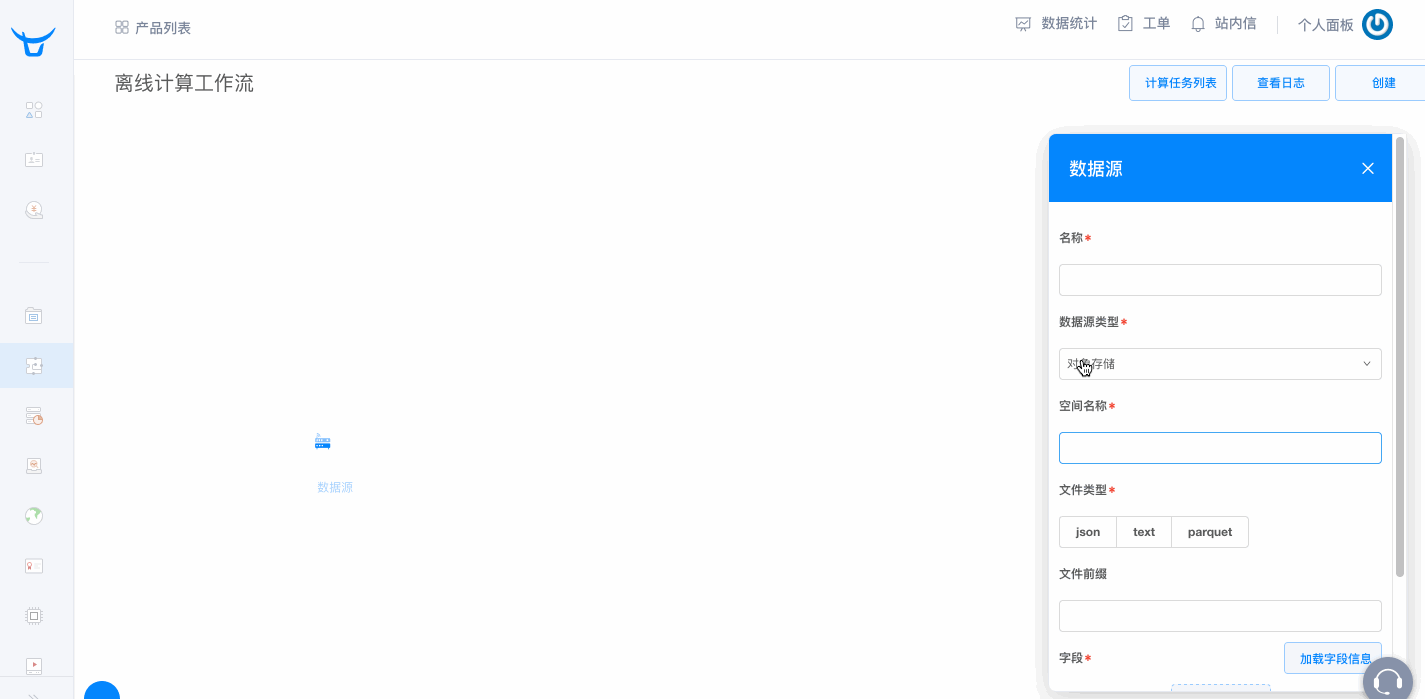 产品列表
数据统计
工单
站内信
个人面板
离线计算工作流
计算任务列表
查看日志
创建
数据源
名称*
数据源类型*
对象存储
空间名称*
文件类型*
json
text
parquet
文件前缀
字段*
加载字段信息
数据源